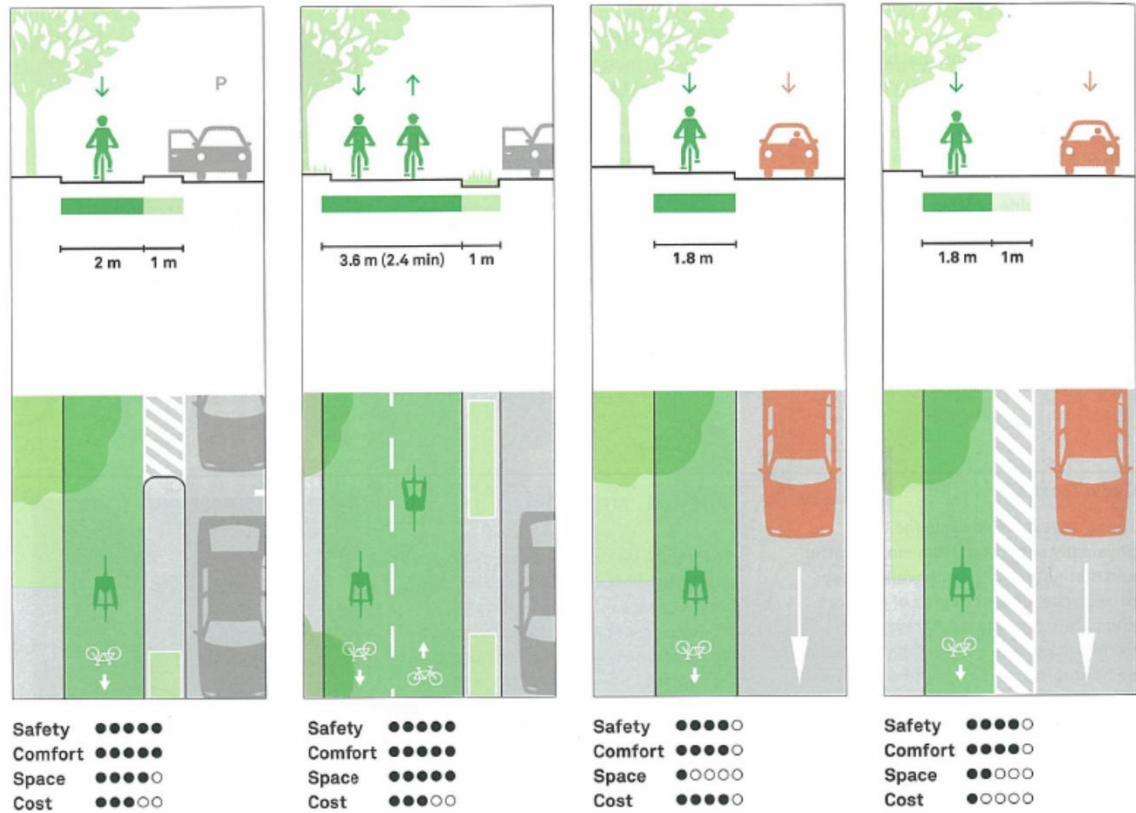 P
2 m 1 m
Safety ●●●●●
Comfort ●●●●●
Space ●●●●○
Cost ●●●○○
3.6 m (2.4 min) 1 m
Safety ●●●●●
Comfort ●●●●●
Space ●●●●●
Cost ●●●○○
1.8 m
Safety ●●●●○
Comfort ●●●●○
Space ●○○○○
Cost ●●●●○
1.8 m 1m
Safety ●●●●○
Comfort ●●●●○
Space ●●○○○
Cost ●○○○○